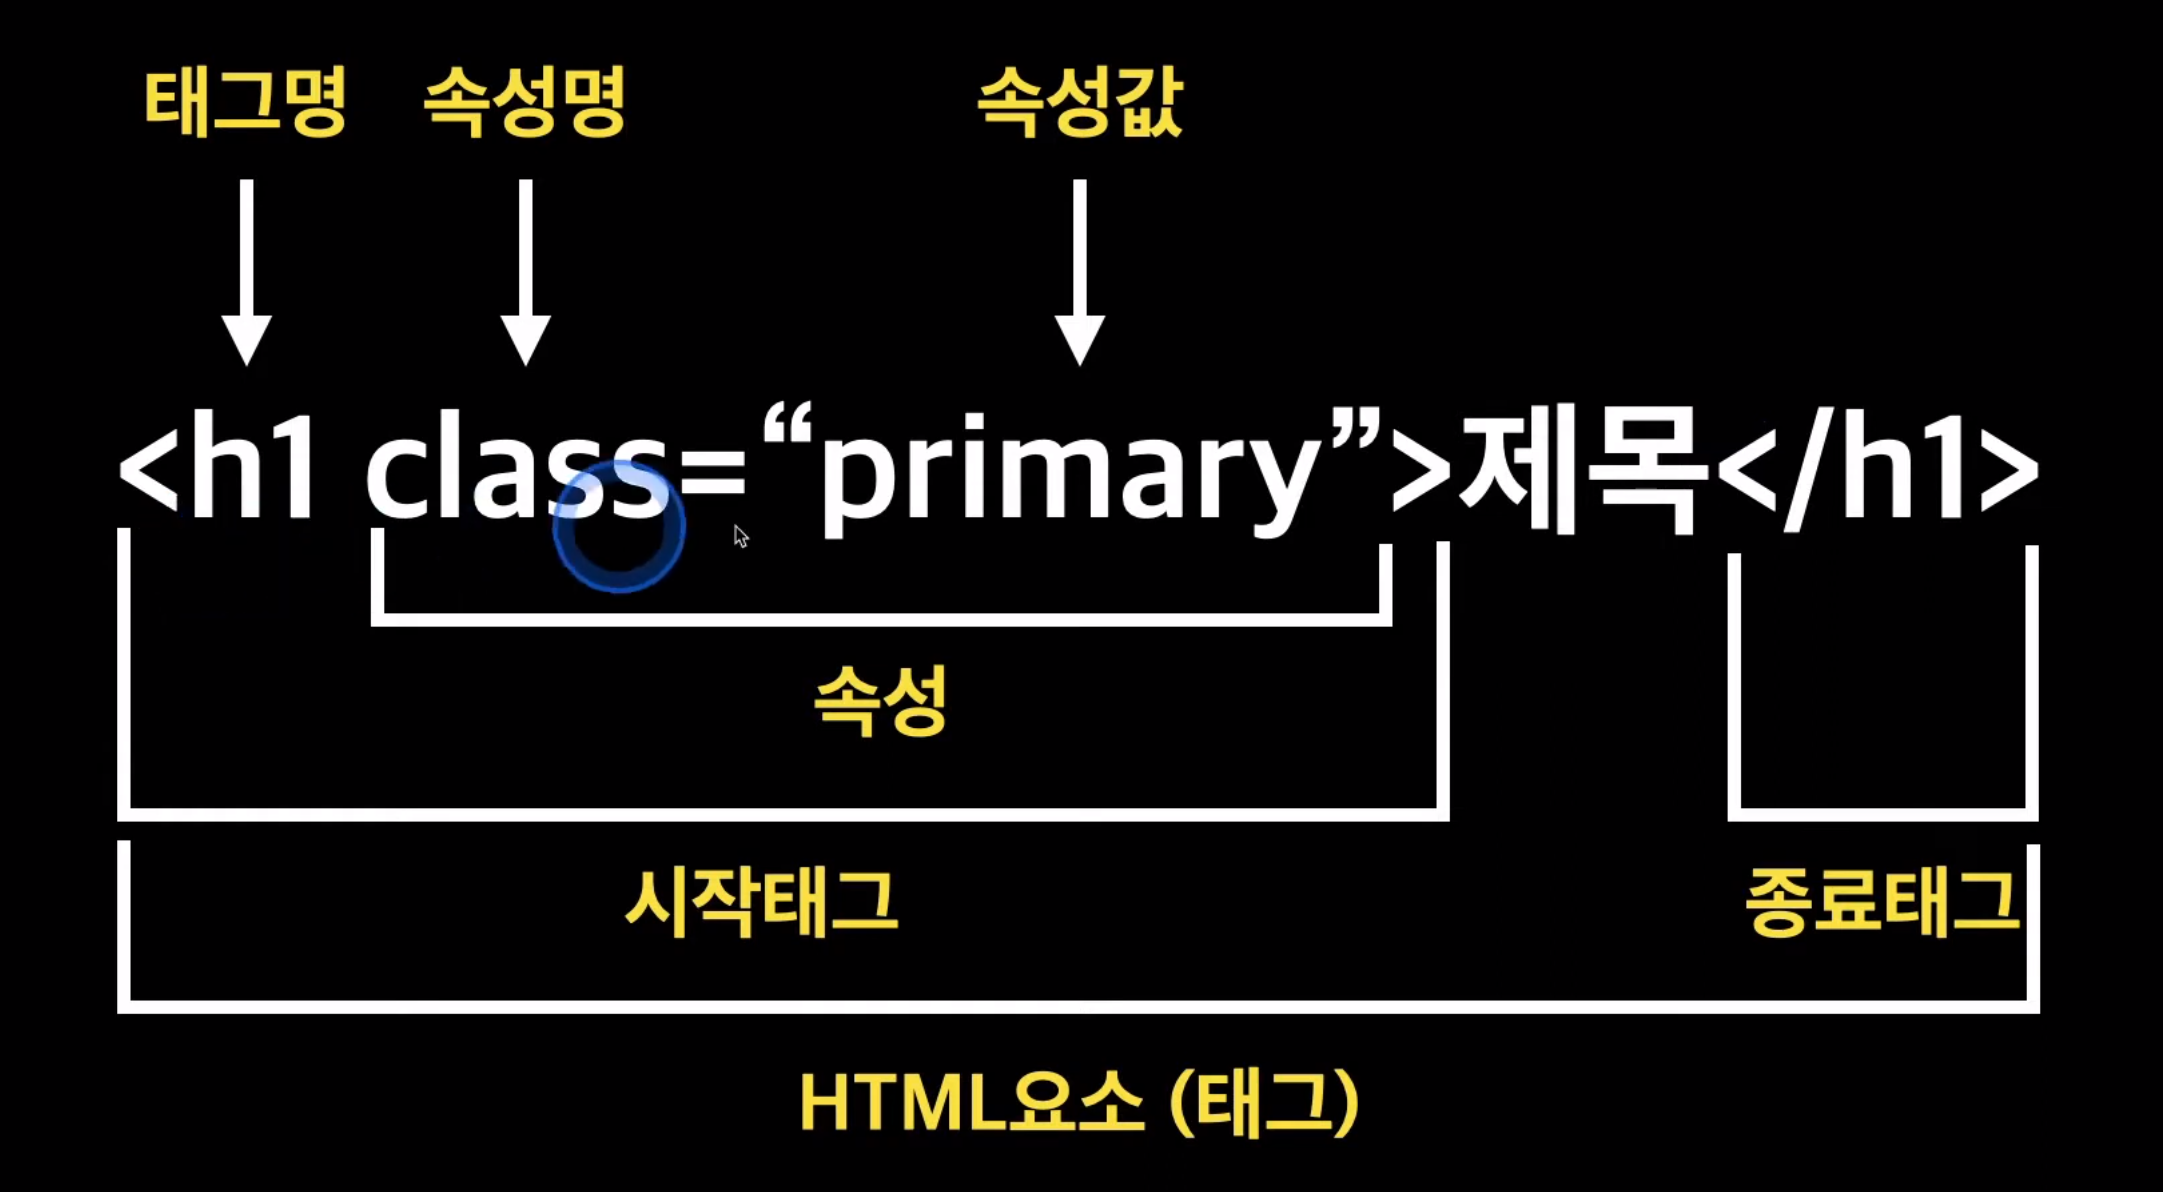 태그명 속성명 속성값
<h1 class=“primary”>제목</h1>
속성
시작태그 종료태그
HTML요소 (태그)